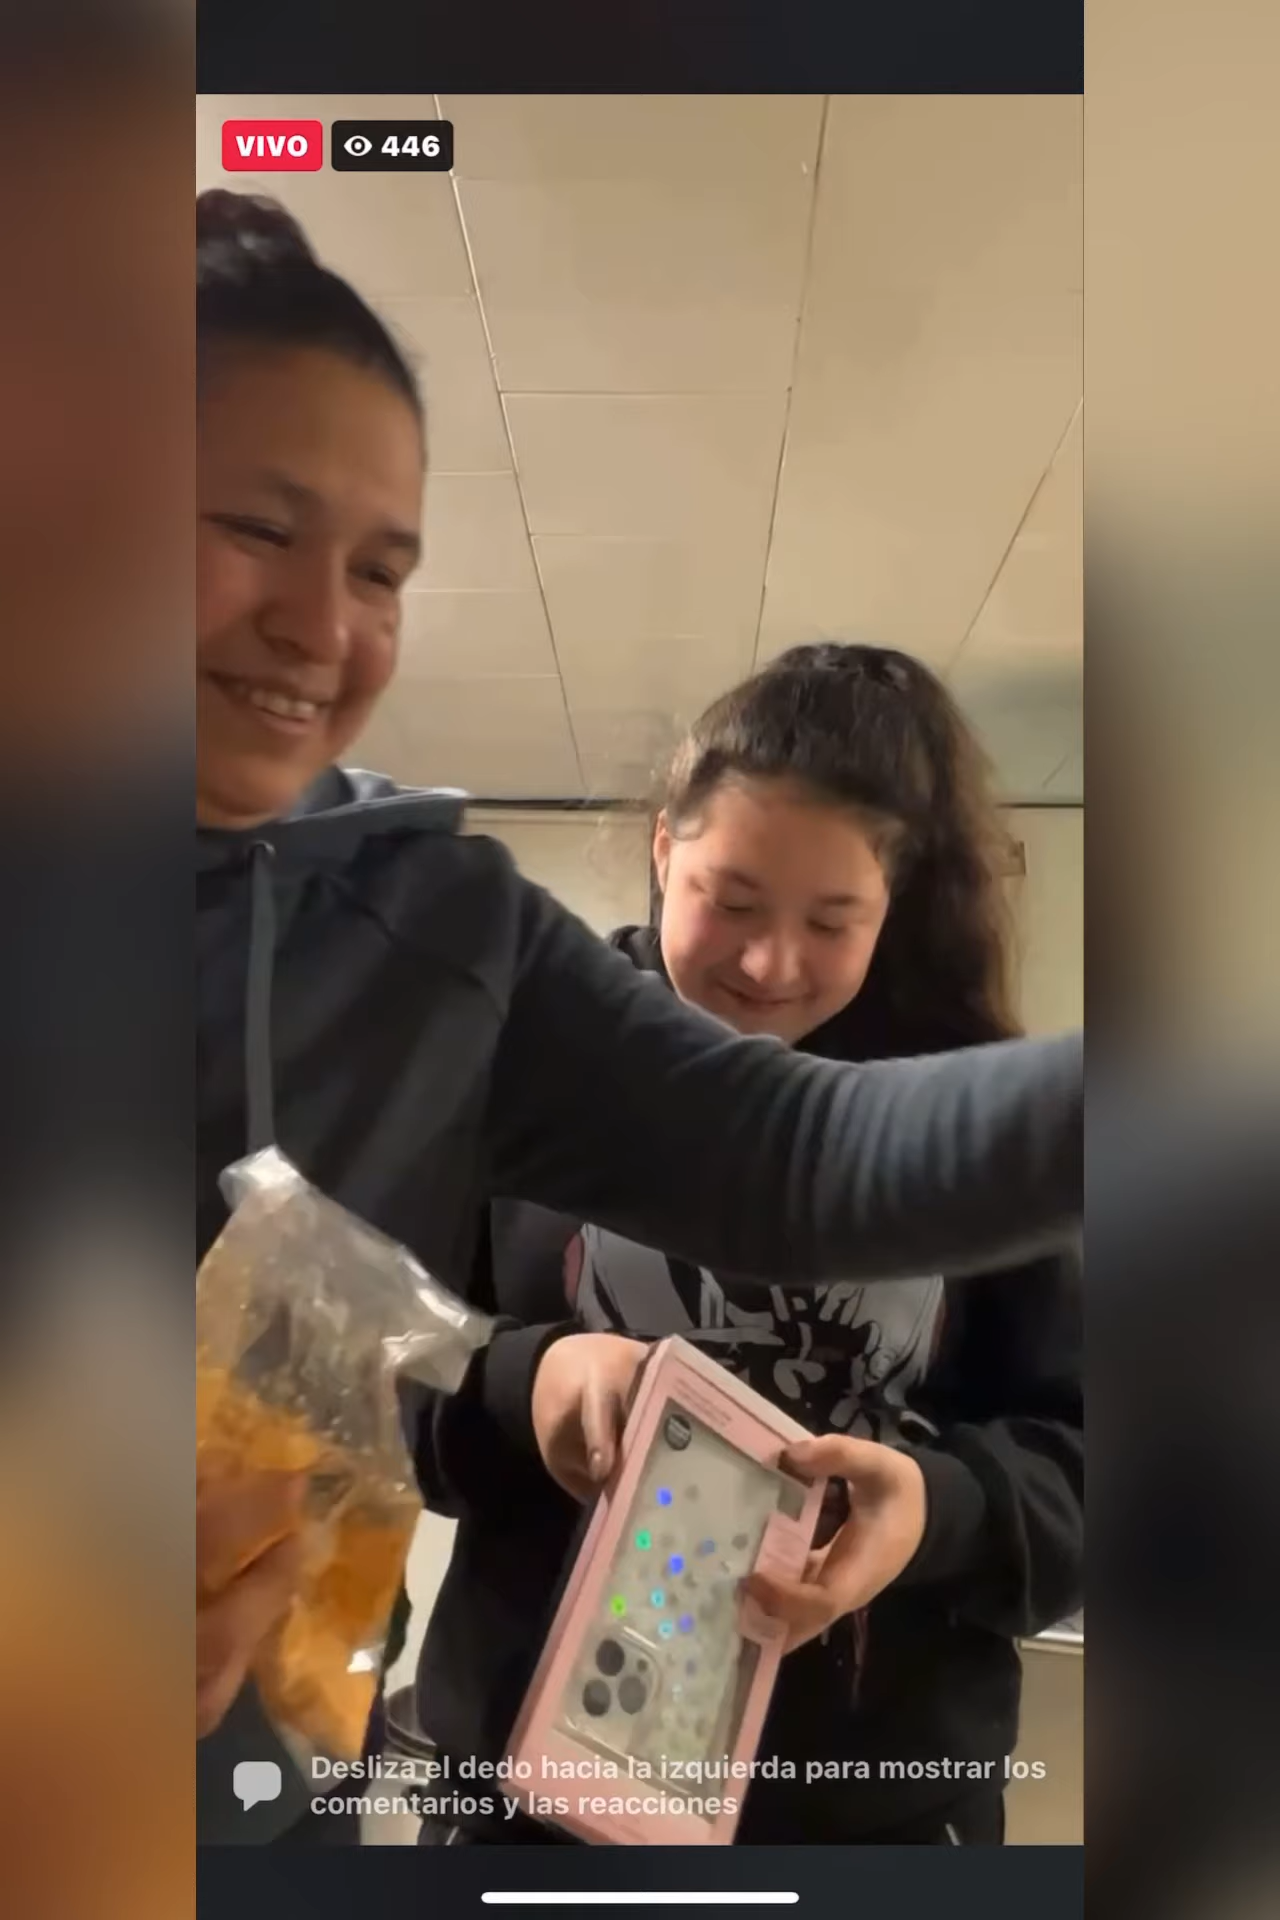 VIVO 446
Desliza el dedo hacia la izquierda para mostrar los
comentarios y las reacciones